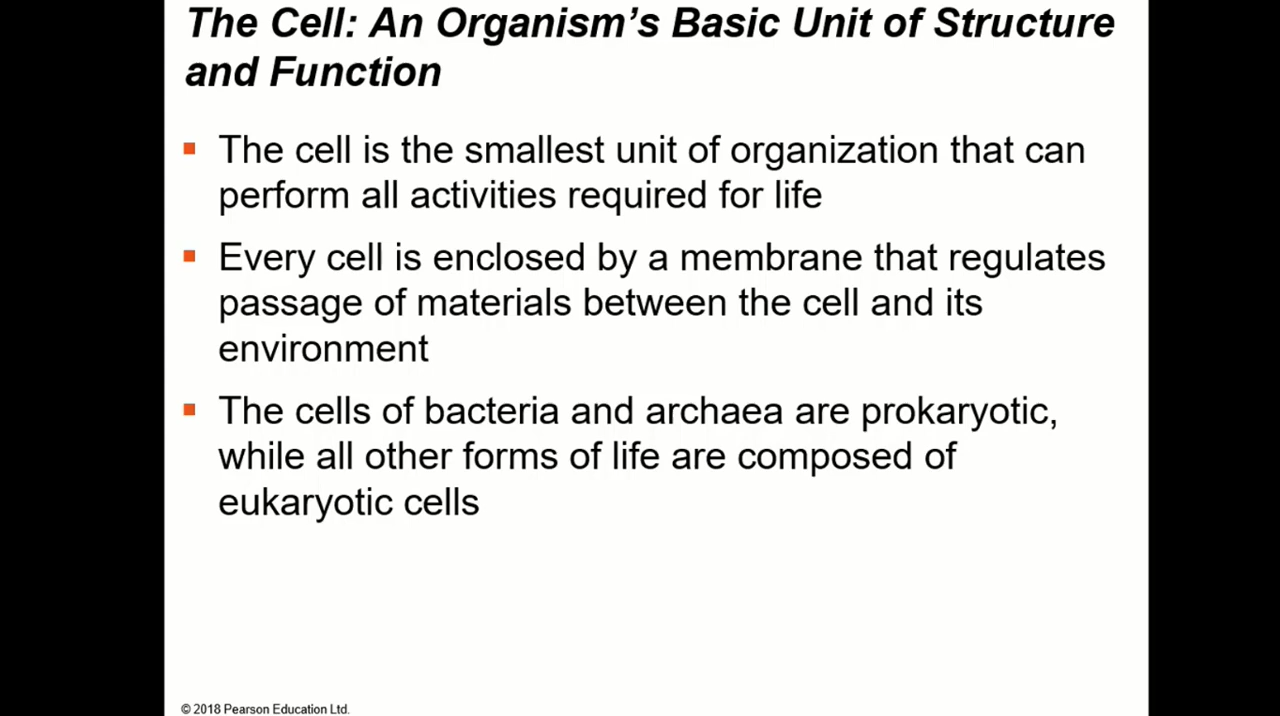 The Cell: An Organism’s Basic Unit of Structure
and Function
The cell is the smallest unit of organization that can
perform all activities required for life
Every cell is enclosed by a membrane that regulates
passage of materials between the cell and its
environment
The cells of bacteria and archaea are prokaryotic,
while all other forms of life are composed of
eukaryotic cells
© 2018 Pearson Education Ltd.